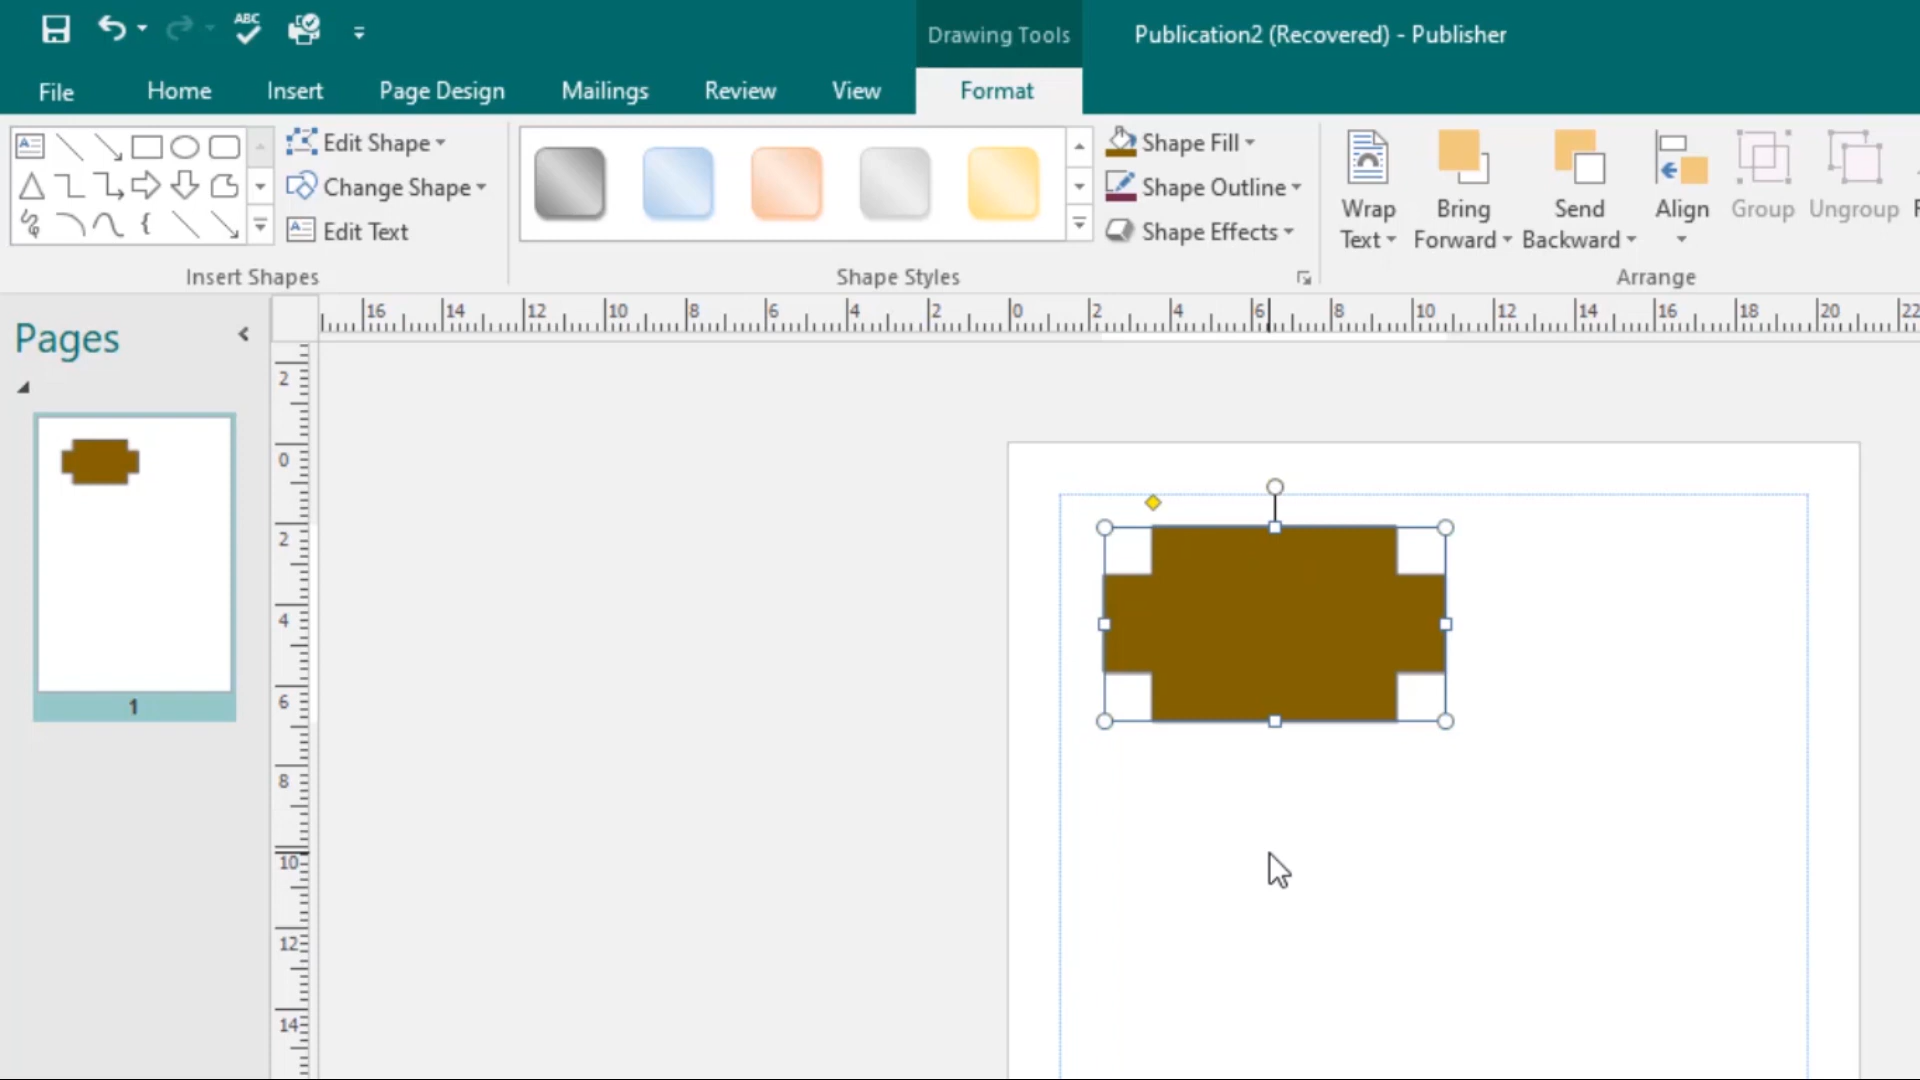 ABC
Drawing Tools
Publication2 (Recovered) - Publisher
File Home Insert Page Design Mailings Review View Format
Edit Shape
Change Shape
Edit Text
Insert Shapes
Shape Fill
Shape Outline
Shape Effects
Shape Styles
Wrap Text
Bring Forward
Send Backward
Align
Group
Ungroup
Arrange
Pages
1
16 14 12 10 8 6 4 2 0 2 4 6 8 10 12 14 16 18 20 22
2
0
2
4
6
8
10
12
14